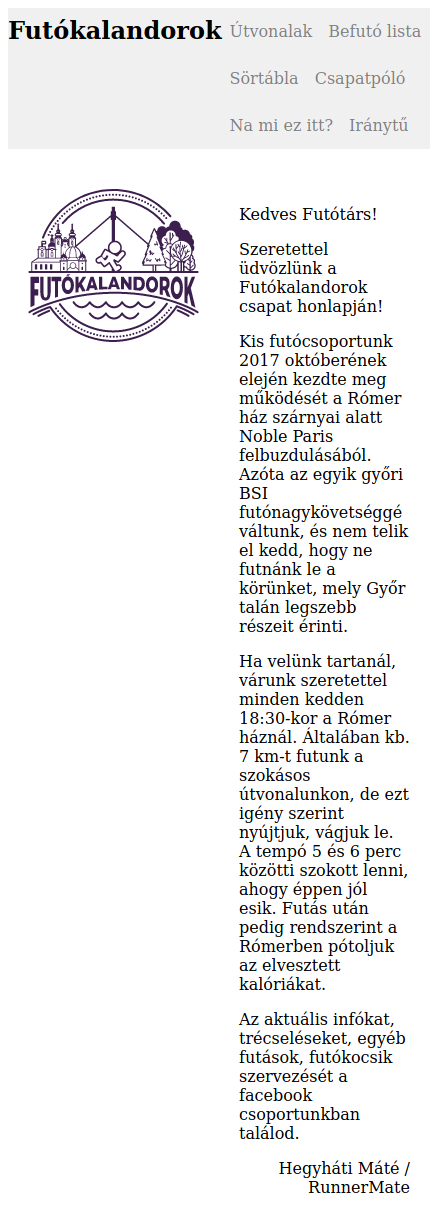 Futókalandorok
Útvonalak Befutó lista
Sörtábla Csapatpóló
Na mi ez itt? Iránytű
FUTÓKALANDOROK
Kedves Futótárs!
Szeretettel
üdvözlünk a
Futókalandorok
csapat honlapján!
Kis futócsoportunk
2017 októberének
elején kezdte meg
működését a Rómer
ház szárnyai alatt
Noble Paris
felbuzdulásából.
Azóta az egyik győri
BSI
futónagykövetséggé
váltunk, és nem telik
el kedd, hogy ne
futnánk le a
körünket, mely Győr
talán legszebb
részeit érinti.
Ha velünk tartanál,
várunk szeretettel
minden kedden
18:30-kor a Rómer
háznál. Általában kb.
7 km-t futunk a
szokásos
útvonalunkon, de ezt
igény szerint
nyújtjuk, vágjuk le.
A tempó 5 és 6 perc
közötti szokott lenni,
ahogy éppen jól
esik. Futás után
pedig rendszerint a
Rómerben pótoljuk
az elvesztett
kalóriákat.
Az aktuális infókat,
trécseléseket, egyéb
futások, futókocsik
szervezését a
facebook
csoportunkban
találod.
Hegyháti Máté /
RunnerMate